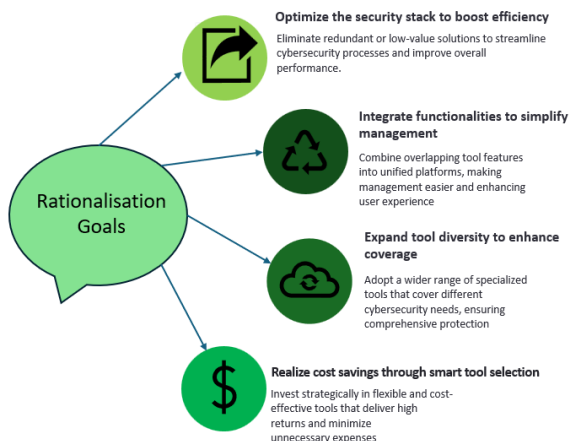 Optimize the security stack to boost efficiency
Eliminate redundant or low-value solutions to streamline
cybersecurity processes and improve overall
performance.
Integrate functionalities to simplify
management
Combine overlapping tool features
into unified platforms, making
management easier and enhancing
user experience
Rationalisation
Goals
Expand tool diversity to enhance
coverage
Adopt a wider range of specialized
tools that cover different
cybersecurity needs, ensuring
comprehensive protection
Realize cost savings through smart tool selection
Invest strategically in flexible and cost-
effective tools that deliver high
returns and minimize
unnecessary expenses